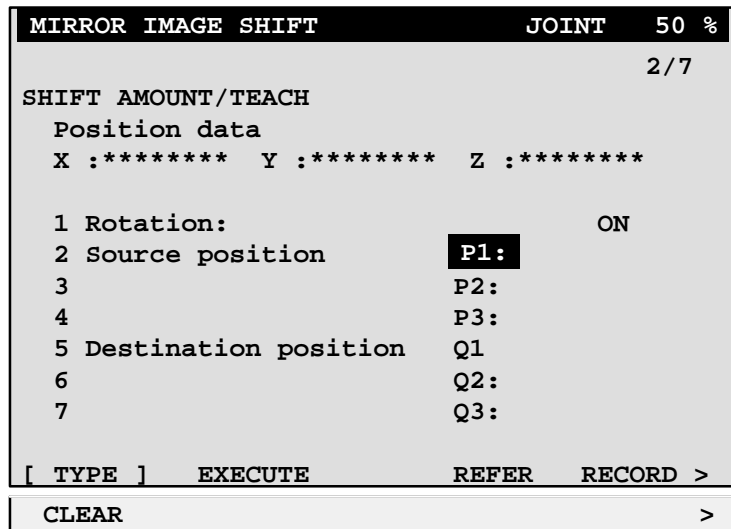 MIRROR IMAGE SHIFT JOINT 50 %
2/7
SHIFT AMOUNT/TEACH
Position data
X :******** Y :******** Z :********
1 Rotation: ON
2 Source position P1:
3 P2:
4 P3:
5 Destination position Q1
6 Q2:
7 Q3:
[ TYPE ] EXECUTE REFER RECORD >
CLEAR >